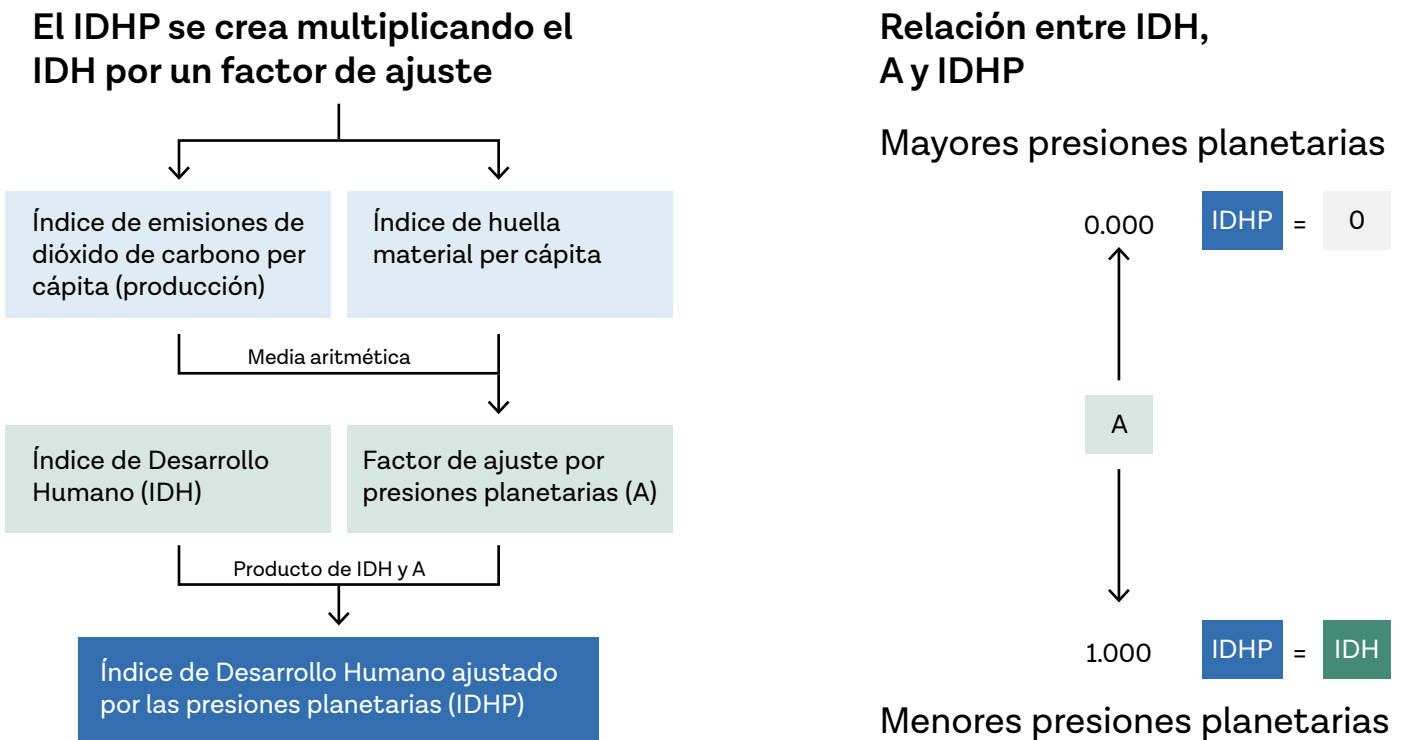 El IDHP se crea multiplicando el
IDH por un factor de ajuste
Índice de emisiones de
dióxido de carbono per
cápita (producción)
Índice de huella
material per cápita
Media aritmética
Índice de Desarrollo
Humano (IDH)
Factor de ajuste por
presiones planetarias (A)
Producto de IDH y A
Índice de Desarrollo Humano ajustado
por las presiones planetarias (IDHP)
Relación entre IDH,
A y IDHP
Mayores presiones planetarias
0.000 IDHP = 0
A
1.000 IDHP = IDH
Menores presiones planetarias